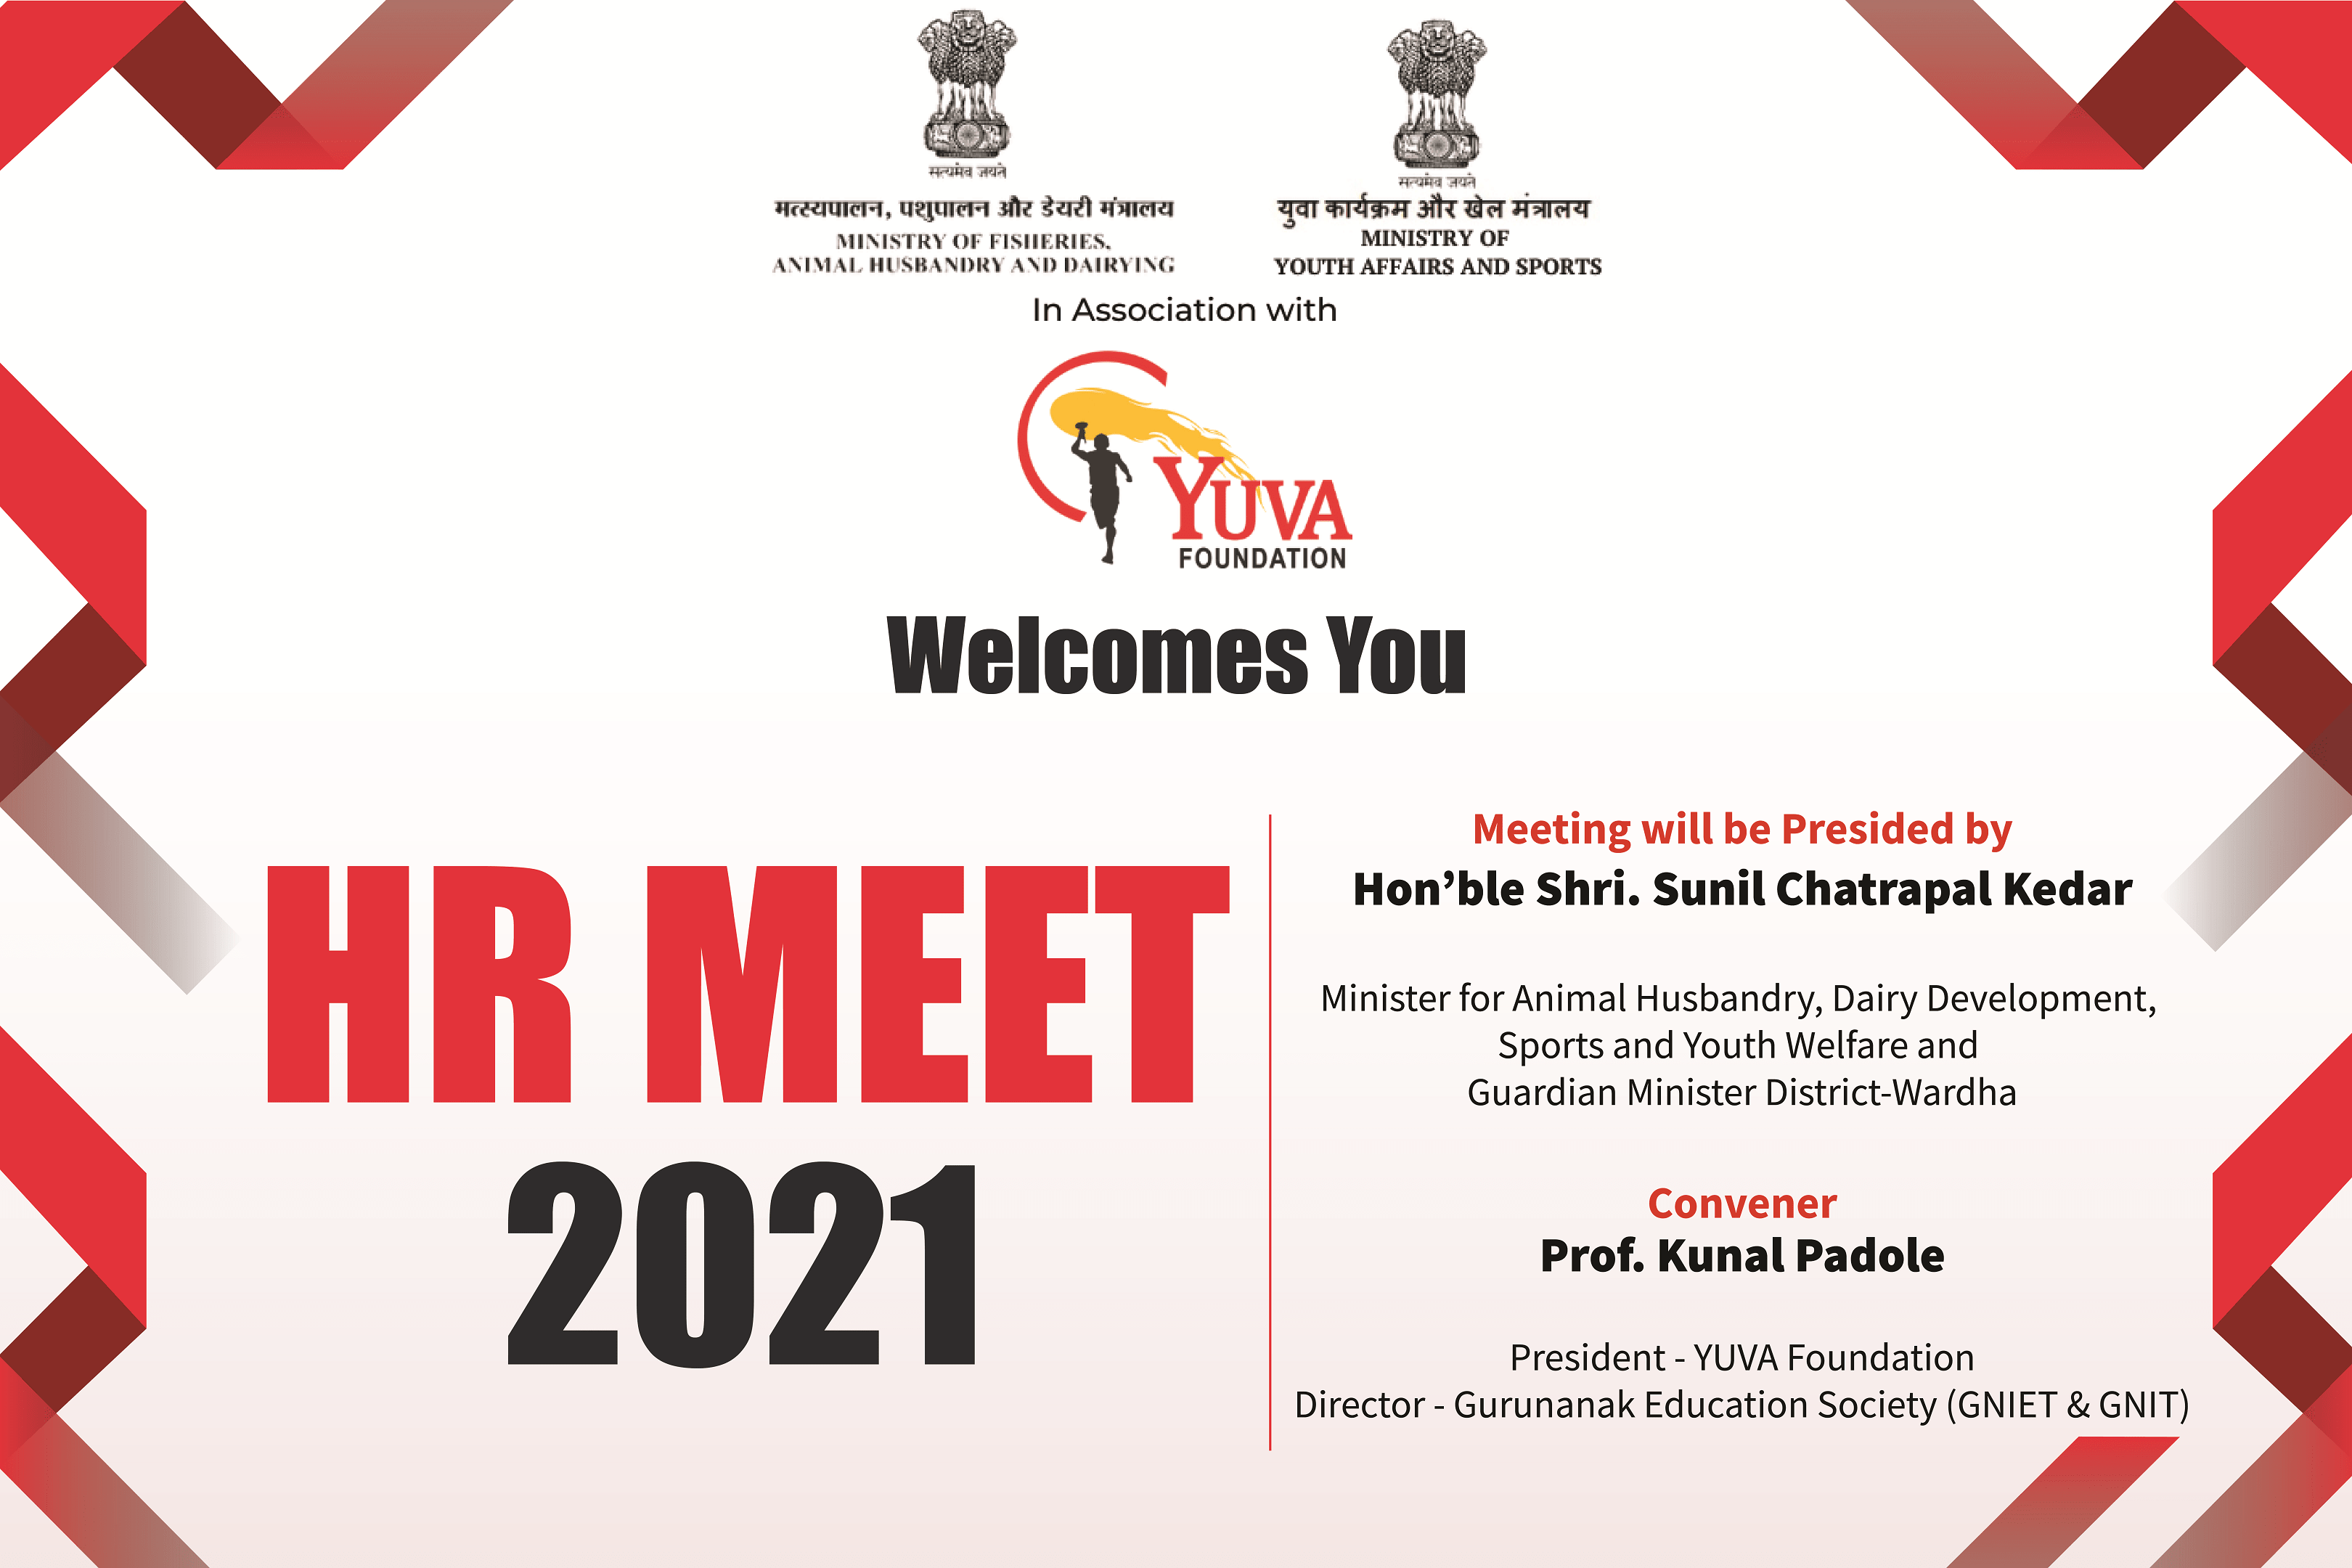 सत्यमेव जयते
मत्स्यपालन, पशुपालन और डेयरी मंत्रालय
MINISTRY OF FISHERIES,
ANIMAL HUSBANDRY AND DAIRYING
सत्यमेव जयते
युवा कार्यक्रम और खेल मंत्रालय
MINISTRY OF
YOUTH AFFAIRS AND SPORTS
In Association with
YUVA
FOUNDATION
Welcomes You
HR MEET
2021
Meeting will be Presided by
Hon’ble Shri. Sunil Chatrapal Kedar
Minister for Animal Husbandry, Dairy Development,
Sports and Youth Welfare and
Guardian Minister District-Wardha
Convener
Prof. Kunal Padole
President - YUVA Foundation
Director - Gurunanak Education Society (GNIET & GNIT)